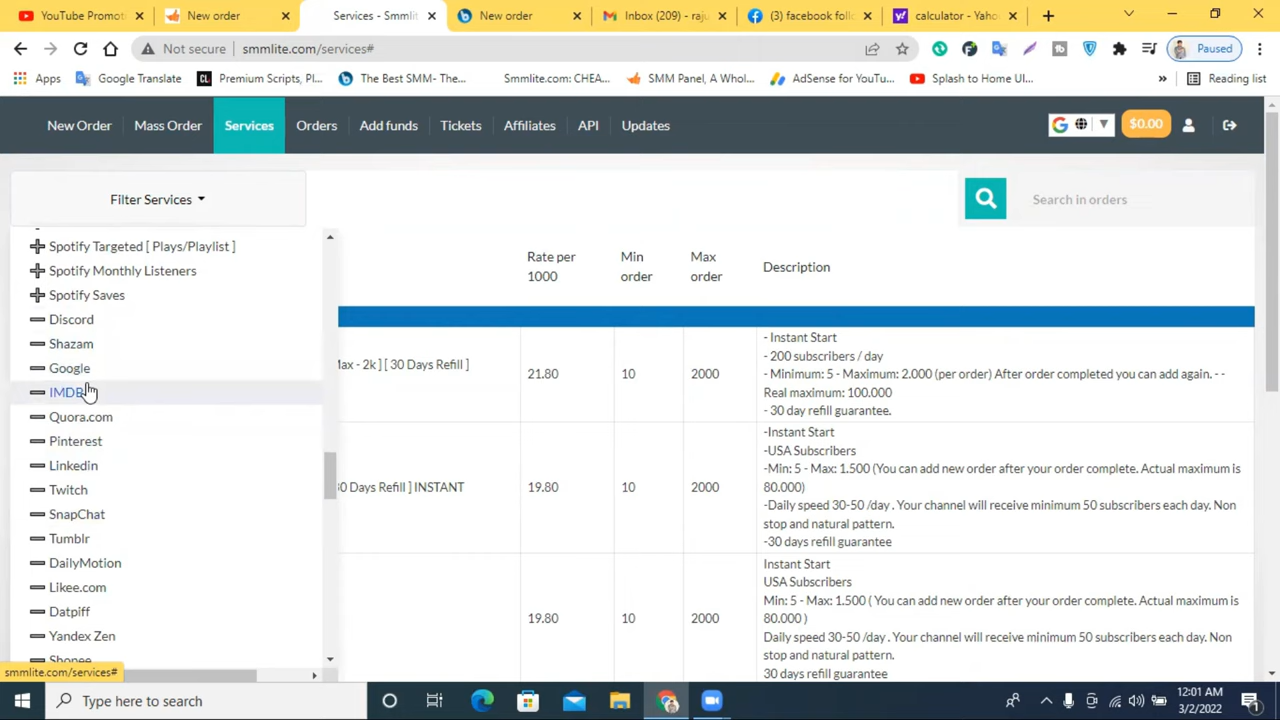 YouTube Promoti
New order
Services - Smmlit
New order
Inbox (209) - raju
(3) facebook foll
calculator - Yaho
Not secure
smmlite.com/services#
Paused
Apps
Google Translate
Premium Scripts, Pl...
The Best SMM- The...
Smmlite.com: CHEA...
SMM Panel, A Whol...
AdSense for YouTu...
Splash to Home UI...
»
Reading list
New Order
Mass Order
Services
Orders
Add funds
Tickets
Affiliates
API
Updates
$0.00
Filter Services
Search in orders
Spotify Targeted [ Plays/Playlist ]
Spotify Monthly Listeners
Spotify Saves
Discord
Shazam
Google
IMDB
Quora.com
Pinterest
Linkedin
Twitch
SnapChat
Tumblr
DailyMotion
Likee.com
Datpiff
Yandex Zen
Shopee
Rate per
1000
Min
order
Max
order
Description
Max - 2k ] [ 30 Days Refill ]
21.80
10
2000
- Instant Start
- 200 subscribers / day
- Minimum: 5 - Maximum: 2.000 (per order) After order completed you can add again. - -
Real maximum: 100.000
- 30 day refill guarantee.
30 Days Refill ] INSTANT
19.80
10
2000
-Instant Start
-USA Subscribers
-Min: 5 - Max: 1.500 (You can add new order after your order complete. Actual maximum is
80.000)
-Daily speed 30-50 /day . Your channel will receive minimum 50 subscribers each day. Non
stop and natural pattern.
-30 days refill guarantee
19.80
10
2000
Instant Start
USA Subscribers
Min: 5 - Max: 1.500 ( You can add new order after your order complete. Actual maximum is
80.000 )
Daily speed 30-50 /day . Your channel will receive minimum 50 subscribers each day. Non
stop and natural pattern.
30 days refill guarantee
smmlite.com/services#
Type here to search
12:01 AM
3/2/2022
1